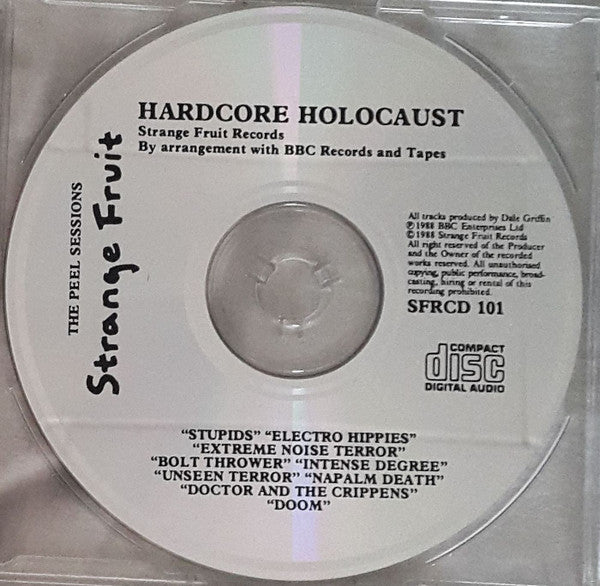 HARDCORE HOLOCAUST
Strange Fruit Records
By arrangement with BBC Records and Tapes
THE PEEL SESSIONS
Strange Fruit
All tracks produced by Dale Griffin
Ⓟ1988 BBC Enterprises Ltd
©1988 Strange Fruit Records
All right reserved of the Producer
and the Owner of the recorded
works reserved. All unauthorised
copying, public performance, broad-
casting, hiring or rental of this
recording prohibited.
SFRCD 101
COMPACT
disc
DIGITAL AUDIO
"STUPIDS" "ELECTRO HIPPIES"
"EXTREME NOISE TERROR"
"BOLT THROWER" "INTENSE DEGREE"
"UNSEEN TERROR" "NAPALM DEATH"
"DOCTOR AND THE CRIPPENS"
"DOOM"